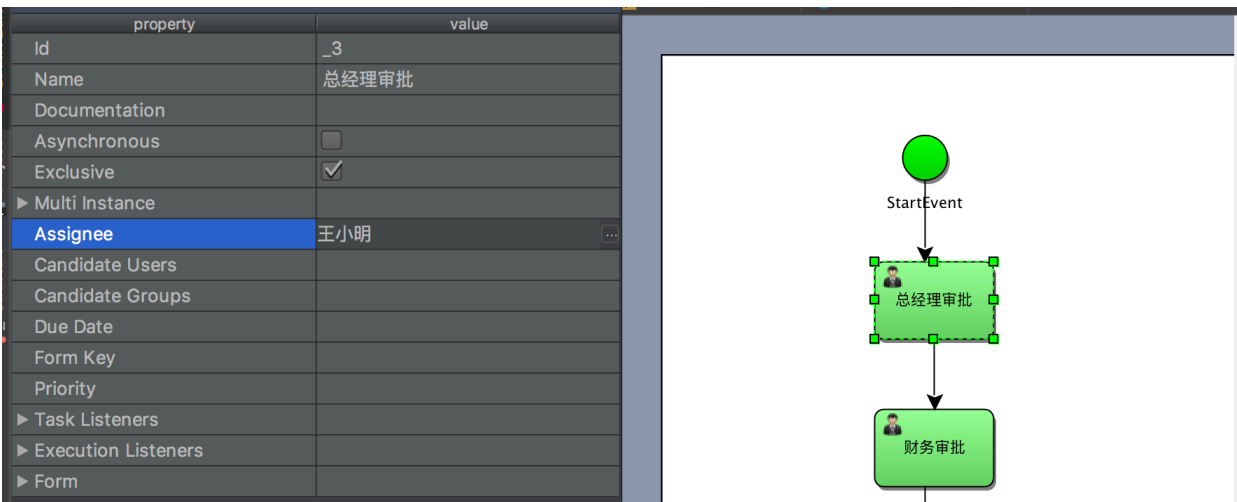 property value
Id _3
Name 总经理审批
Documentation
Asynchronous
Exclusive
Multi Instance
Assignee 王小明 ...
Candidate Users
Candidate Groups
Due Date
Form Key
Priority
Task Listeners
Execution Listeners
Form
StartEvent
总经理审批
财务审批